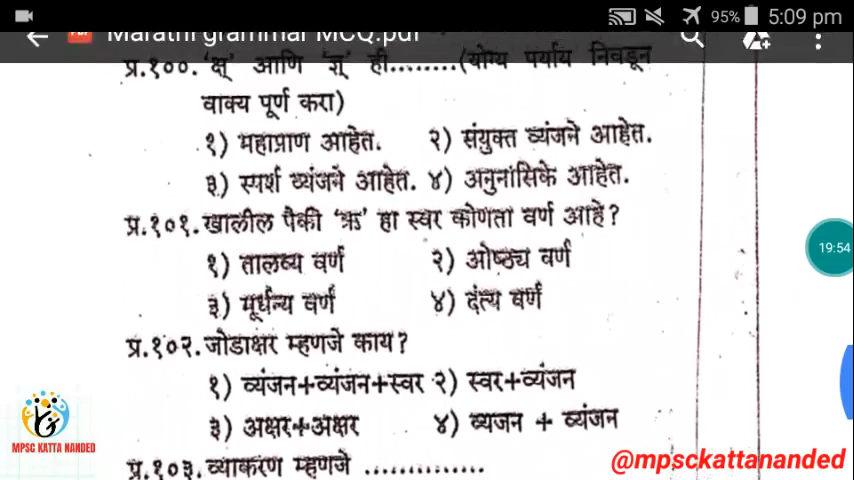 95% 5:09 pm
Marathi grammar MCQ.pdf
प्र.१००. 'क्ष्' आणि 'ज्ञ्' ही........(योग्य पर्याय निवडून
वाक्य पूर्ण करा)
१) महाप्राण आहेत. २) संयुक्त व्यंजने आहेत.
३) स्पर्श व्यंजने आहेत. ४) अनुनासिके आहेत.
प्र.१०१. खालील पैकी 'ऋ' हा स्वर कोणता वर्ण आहे?
१) तालव्य वर्ण २) ओष्ठ्य वर्ण
३) मूर्धन्य वर्ण ४) दंत्य वर्ण
प्र.१०२. जोडाक्षर म्हणजे काय?
१) व्यंजन+व्यंजन+स्वर २) स्वर+व्यंजन
३) अक्षर+अक्षर ४) व्यजन + व्यंजन
प्र.१०३. व्याकरण म्हणजे .............
19:54
MPSC KATTA NANDED
@mpsckattananded